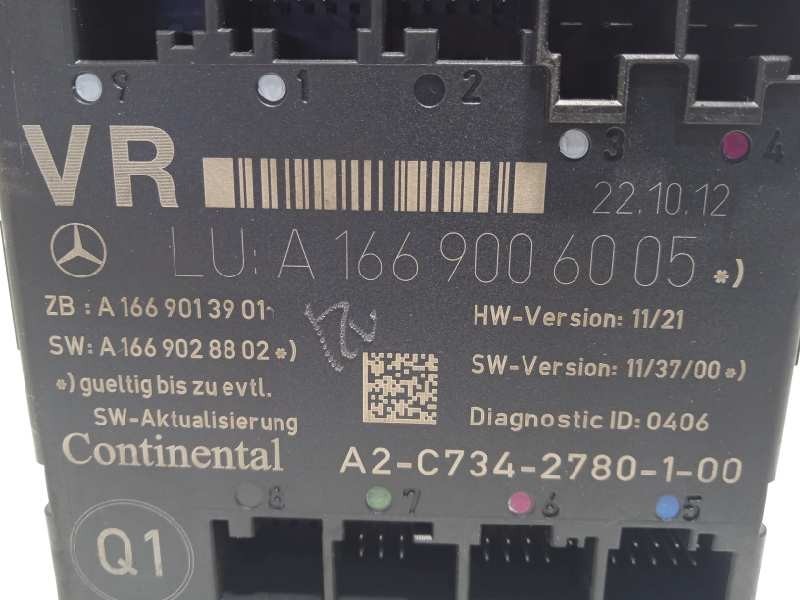 9 1 2
3 4
VR
22.10.12
LU: A 166 900 60 05 *)
ZB : A 166 901 39 01
HW-Version: 11/21
SW: A 166 902 88 02 *)
SW-Version: 11/37/00 *)
*) gueltig bis zu evtl.
SW-Aktualisierung
Diagnostic ID: 0406
Continental
A2-C734-2780-1-00
8 7 6 5
Q1